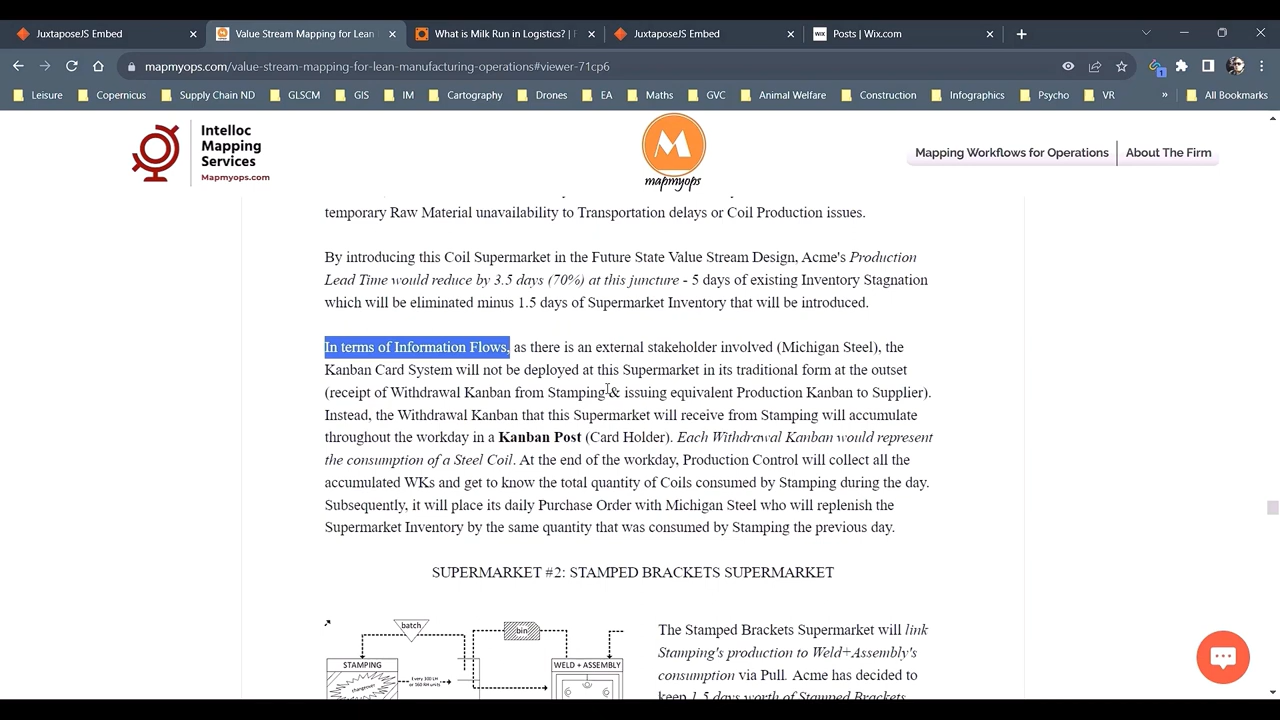 JuxtaposeJS Embed
Value Stream Mapping for Lean
What is Milk Run in Logistics? |
JuxtaposeJS Embed
Posts | Wix.com
mapmyops.com/value-stream-mapping-for-lean-manufacturing-operations#viewer-71cp6
Leisure Copernicus Supply Chain ND GLSCM GIS IM Cartography Drones EA Maths GVC Animal Welfare Construction Infographics Psycho VR » All Bookmarks
Intelloc
Mapping
Services
Mapmyops.com
mapmyops
Mapping Workflows for Operations
About The Firm
temporary Raw Material unavailability to Transportation delays or Coil Production issues.
By introducing this Coil Supermarket in the Future State Value Stream Design, Acme's Production
Lead Time would reduce by 3.5 days (70%) at this juncture - 5 days of existing Inventory Stagnation
which will be eliminated minus 1.5 days of Supermarket Inventory that will be introduced.
In terms of Information Flows, as there is an external stakeholder involved (Michigan Steel), the
Kanban Card System will not be deployed at this Supermarket in its traditional form at the outset
(receipt of Withdrawal Kanban from Stamping & issuing equivalent Production Kanban to Supplier).
Instead, the Withdrawal Kanban that this Supermarket will receive from Stamping will accumulate
throughout the workday in a Kanban Post (Card Holder). Each Withdrawal Kanban would represent
the consumption of a Steel Coil. At the end of the workday, Production Control will collect all the
accumulated WKs and get to know the total quantity of Coils consumed by Stamping during the day.
Subsequently, it will place its daily Purchase Order with Michigan Steel who will replenish the
Supermarket Inventory by the same quantity that was consumed by Stamping the previous day.
SUPERMARKET #2: STAMPED BRACKETS SUPERMARKET
batch
bin
STAMPING
changeover
WELD + ASSEMBLY
The Stamped Brackets Supermarket will link
Stamping's production to Weld+Assembly's
consumption via Pull. Acme has decided to
keep 1.5 days worth of Stamped Brackets